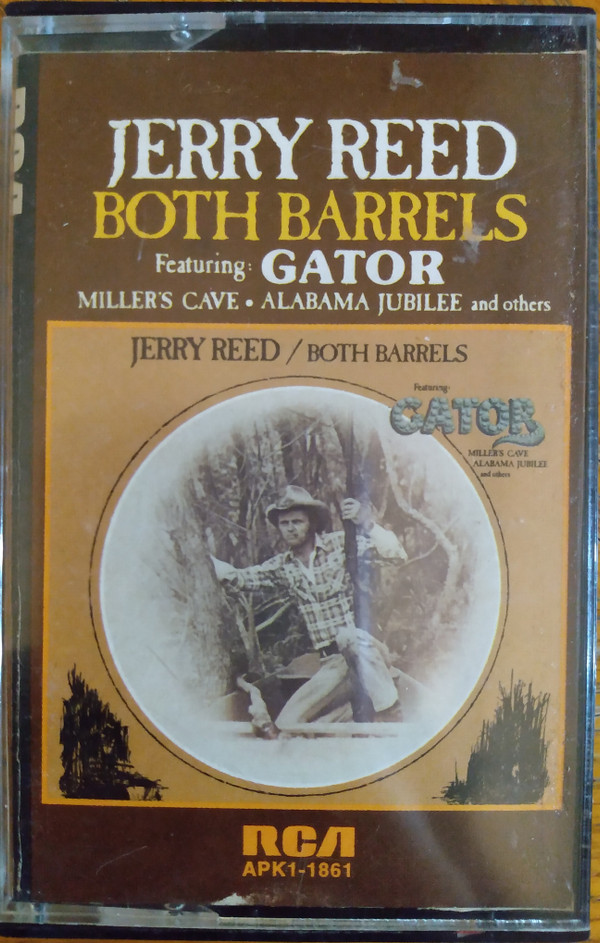 JERRY REED
BOTH BARRELS
Featuring: GATOR
MILLER'S CAVE • ALABAMA JUBILEE and others
JERRY REED / BOTH BARRELS
Featuring:
GATOR
MILLER'S CAVE
ALABAMA JUBILEE
and others
RCA
APK1-1861